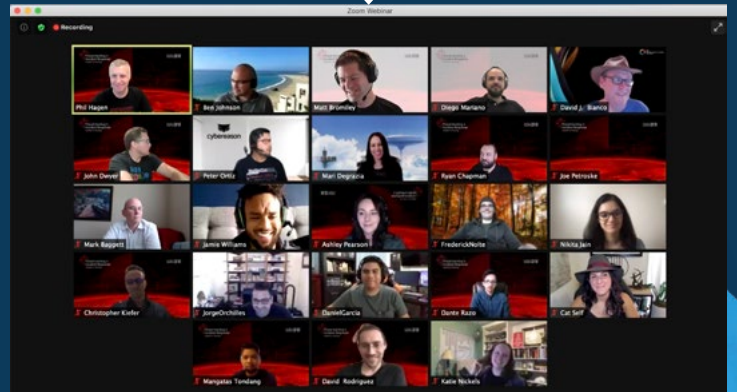 Zoom Webinar
Recording
Phil Hagen
Ben Johnson
Matt Bromiley
Diego Mariano
David J. Bianco
John Dwyer
cybereason
Peter Ortiz
Mari Degrazia
Ryan Chapman
Joe Petroske
Mark Baggett
Jamie Williams
Ashley Pearson
FrederickNolte
Nikita Jain
Christopher Kiefer
JorgeOrchilles
DanielGarcia
Dante Razo
Cat Self
Mangatas Tondang
David Rodriguez
Katie Nickels